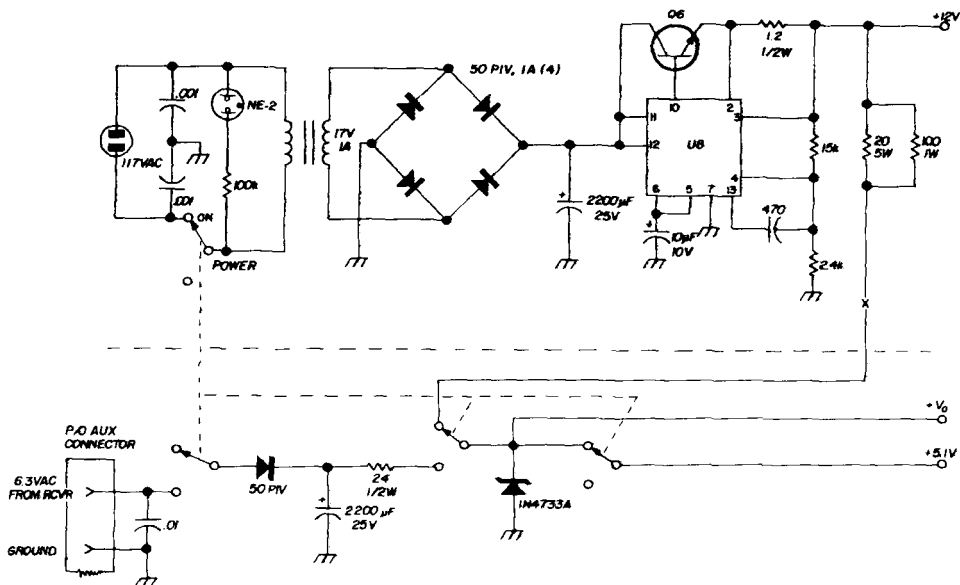 Q6
+12V
1.2
1/2W
50 PIV, 1A (4)
.001
NE-2
10
2
11
3
12
U8
17V
1A
15k
20
5W
100
1W
117VAC
100k
4
.001
6
5
7
13
2200µF
25V
470
ON
10µF
10V
2.4k
POWER
X
+V₀
P/O AUX
CONNECTOR
+5.1V
6.3VAC
FROM RCVR
50 PIV
24
1/2W
1N4733A
.01
2200µF
25V
GROUND